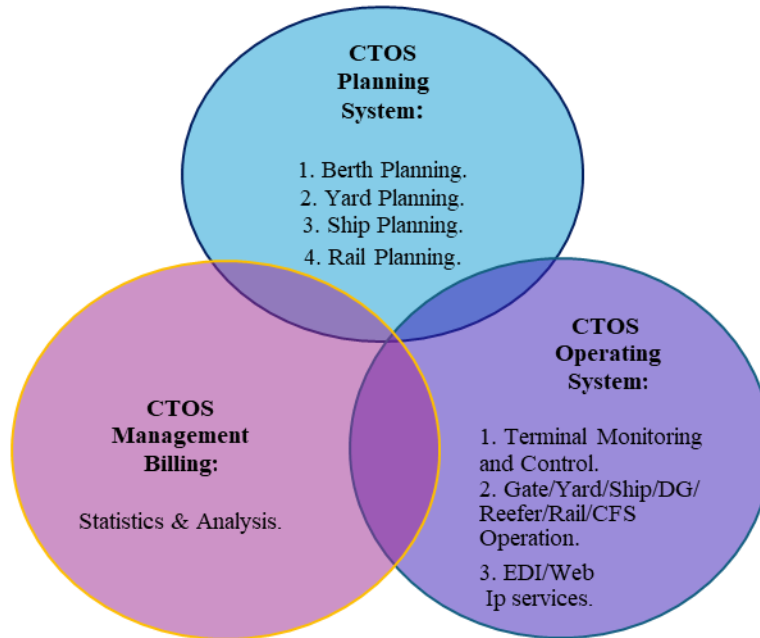 CTOS
Planning
System:
1. Berth Planning.
2. Yard Planning.
3. Ship Planning.
4. Rail Planning.
CTOS
Management
Billing:
Statistics & Analysis.
CTOS
Operating
System:
1. Terminal Monitoring
and Control.
2. Gate/Yard/Ship/DG/
Reefer/Rail/CFS
Operation.
3. EDI/Web
Ip services.